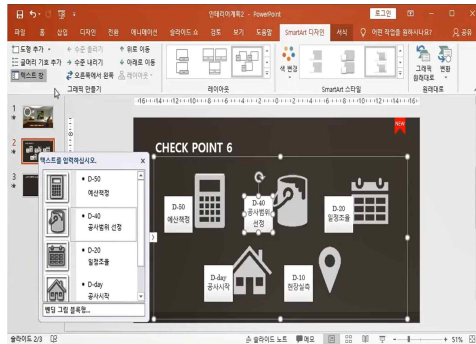 인테리어계획2 - PowerPoint
로그인
파일 홈 삽입 디자인 전환 애니메이션 슬라이드 쇼 검토 보기 도움말 SmartArt 디자인 서식 어떤 작업을 원하시나요? 공유
도형 추가 수준 올리기 위로 이동
글머리 기호 추가 수준 내리기 아래로 이동
텍스트 창 오른쪽에서 왼쪽 레이아웃
색 변경
그래픽 원래대로
변환
그래픽 만들기 레이아웃 SmartArt 스타일 원래대로
1
2
3
NEW
CHECK POINT 6
텍스트를 입력하십시오.
D-50
예산책정
D-40
공사범위 선정
D-20
일정조율
D-day
공사시작
벤딩 그림 블록형...
D-50
예산책정
D-40
공사범위
선정
D-20
일정조율
D-day
공사시작
D-10
현장실측
슬라이드 2/3
슬라이드 노트 메모
51%